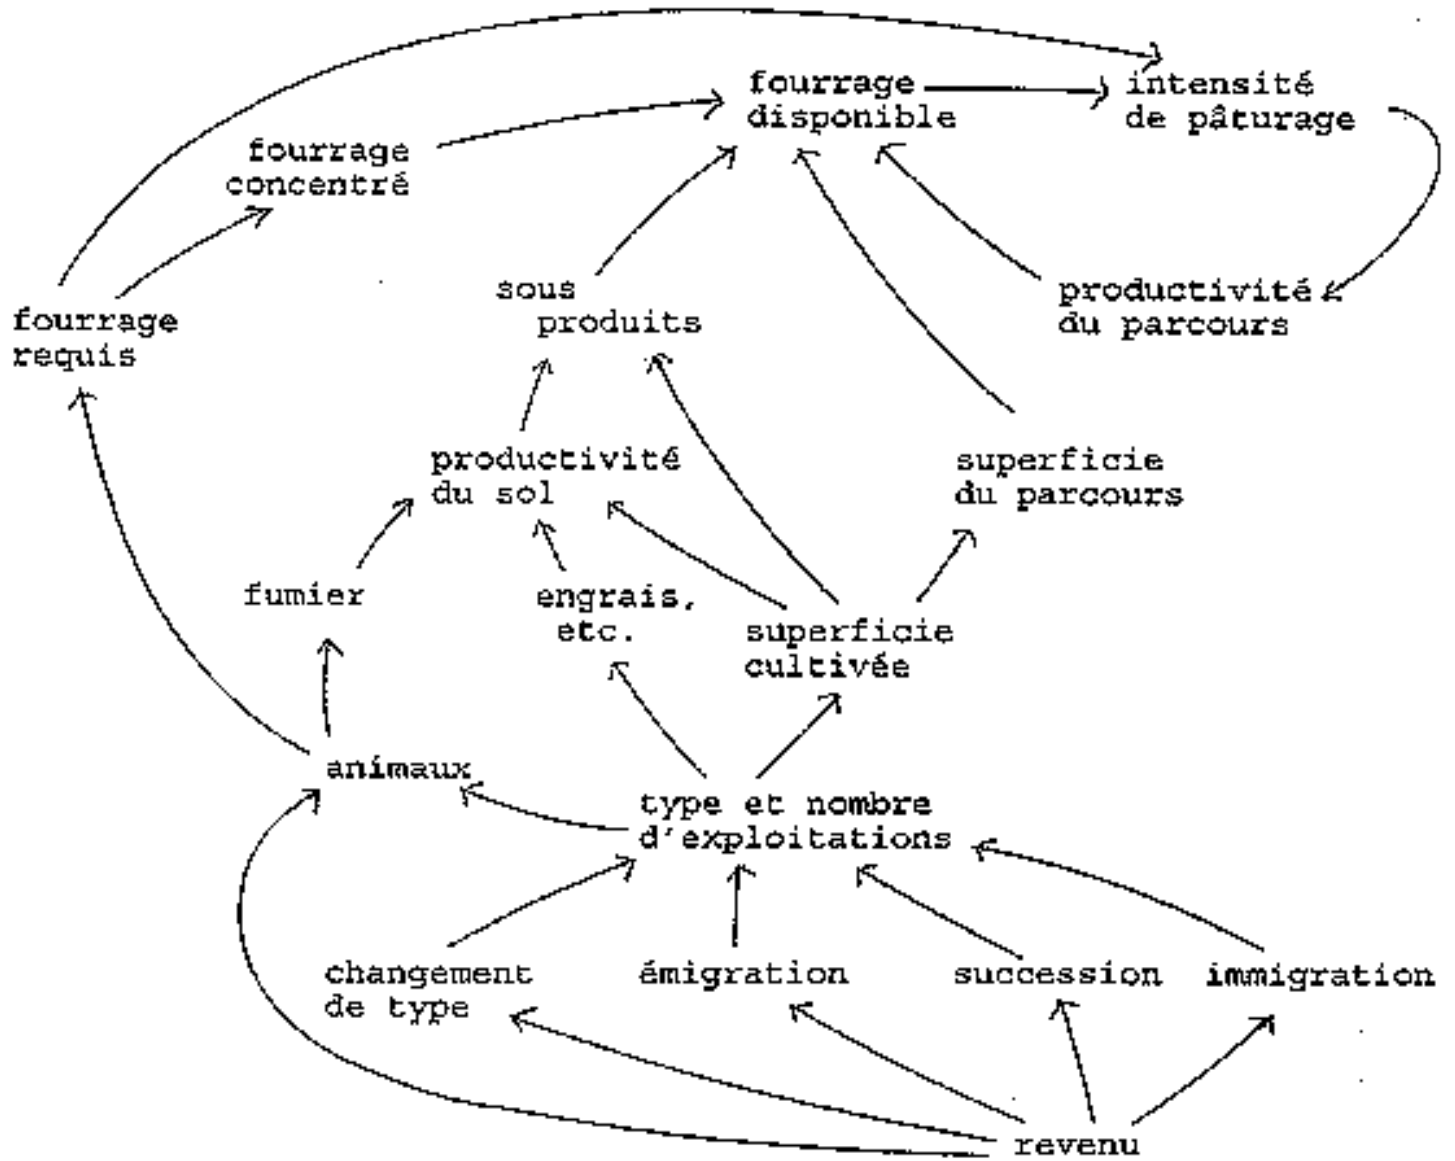 fourrage
disponible
intensité
de pâturage
fourrage
concentré
sous
produits
productivité
du parcours
fourrage
requis
productivité
du sol
superficie
du parcours
fumier
engrais,
etc.
superficie
cultivée
animaux
type et nombre
d'exploitations
changement
de type
émigration
succession
immigration
revenu